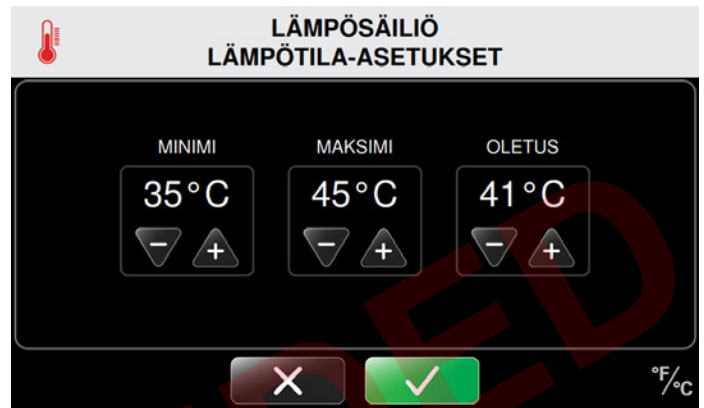 LÄMPÖSÄILIÖ
LÄMPÖTILA-ASETUKSET
MINIMI MAKSIMI OLETUS
35°C 45°C 41°C
− + − + − +
°F/°C